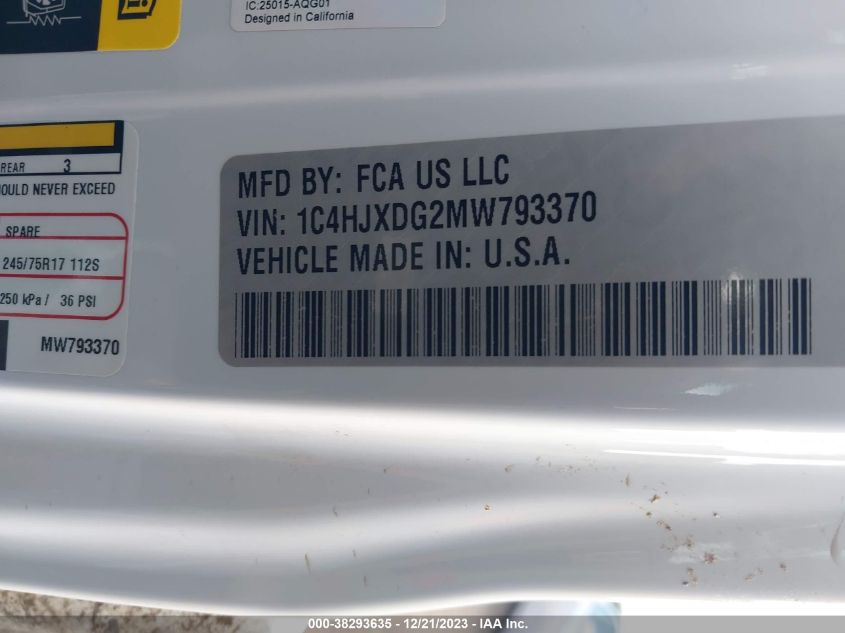 IC:25015-AQG01
Designed in California
REAR 3
OULD NEVER EXCEED
SPARE
245/75R17 112S
250 kPa / 36 PSI
MW793370
MFD BY: FCA US LLC
VIN: 1C4HJXDG2MW793370
VEHICLE MADE IN: U.S.A.
000-38293635 - 12/21/2023 - IAA Inc.